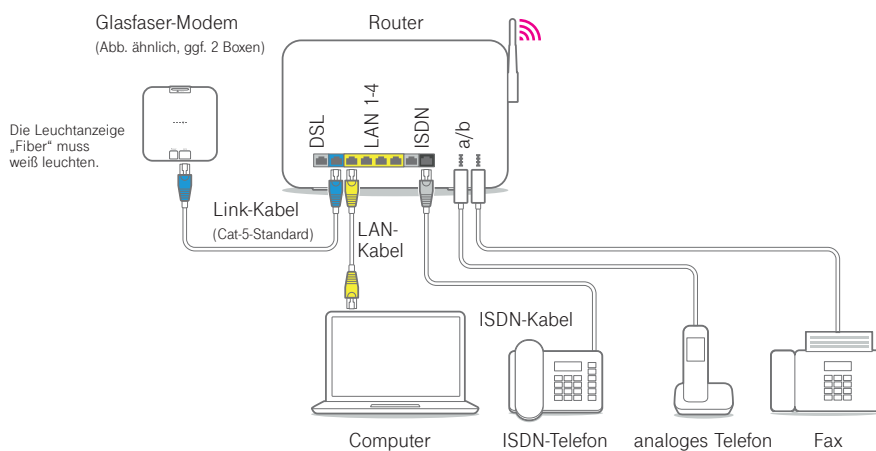 Glasfaser-Modem
(Abb. ähnlich, ggf. 2 Boxen)
Router
Die Leuchtanzeige
„Fiber" muss
weiß leuchten.
DSL
LAN 1-4
ISDN
a/b
Link-Kabel
(Cat-5-Standard)
LAN-
Kabel
ISDN-Kabel
Computer
ISDN-Telefon
analoges Telefon
Fax